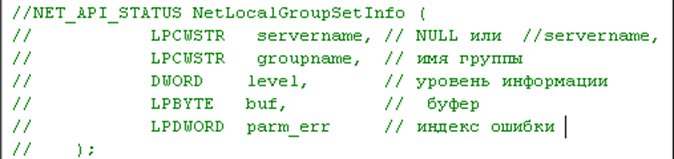 //NET_API_STATUS NetLocalGroupSetInfo (
// LPCWSTR servername, // NULL или //servername,
// LPCWSTR groupname, // имя группы
// DWORD level, // уровень информации
// LPBYTE buf, // буфер
// LPDWORD parm_err // индекс ошибки
// );